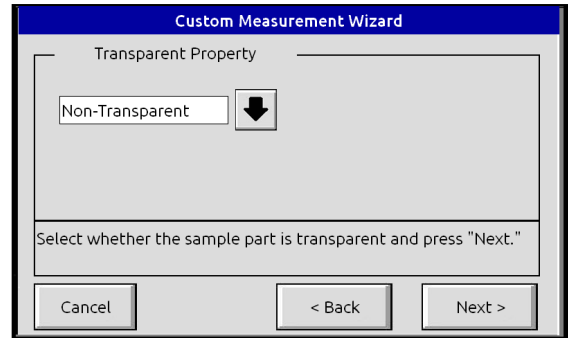 Custom Measurement Wizard
Transparent Property
Non-Transparent
Select whether the sample part is transparent and press "Next."
Cancel
< Back
Next >